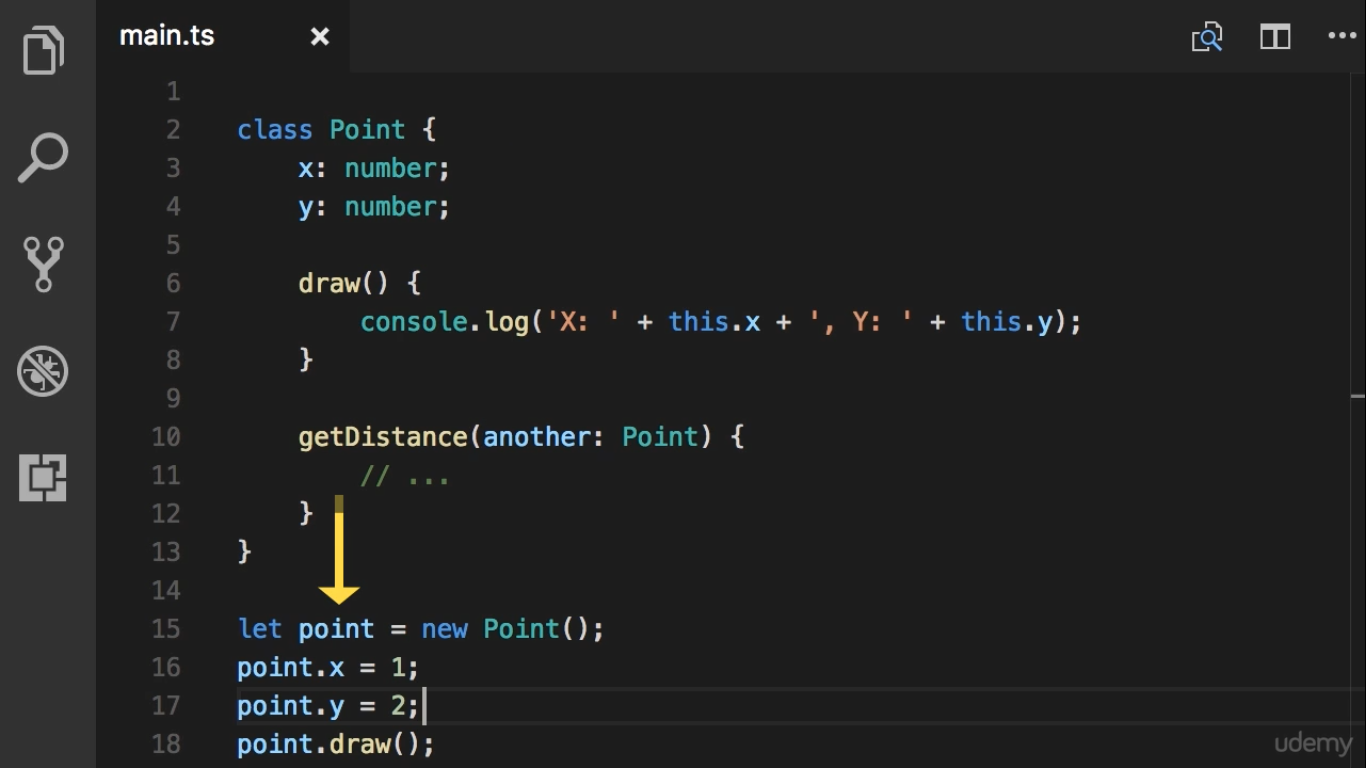 main.ts
1
2 class Point {
3     x: number;
4     y: number;
5
6     draw() {
7         console.log('X: ' + this.x + ', Y: ' + this.y);
8     }
9
10     getDistance(another: Point) {
11         // ...
12     }
13 }
14
15 let point = new Point();
16 point.x = 1;
17 point.y = 2;
18 point.draw();
udemy